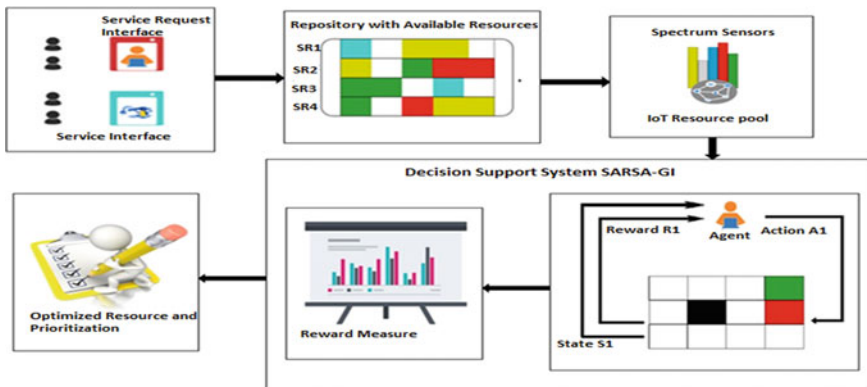 Service Request
Interface
Service Interface
Repository with Available Resources
SR1
SR2
SR3
SR4
Spectrum Sensors
IoT Resource pool
Decision Support System SARSA-GI
Reward R1
Agent
Action A1
State S1
Reward Measure
Optimized Resource and
Prioritization